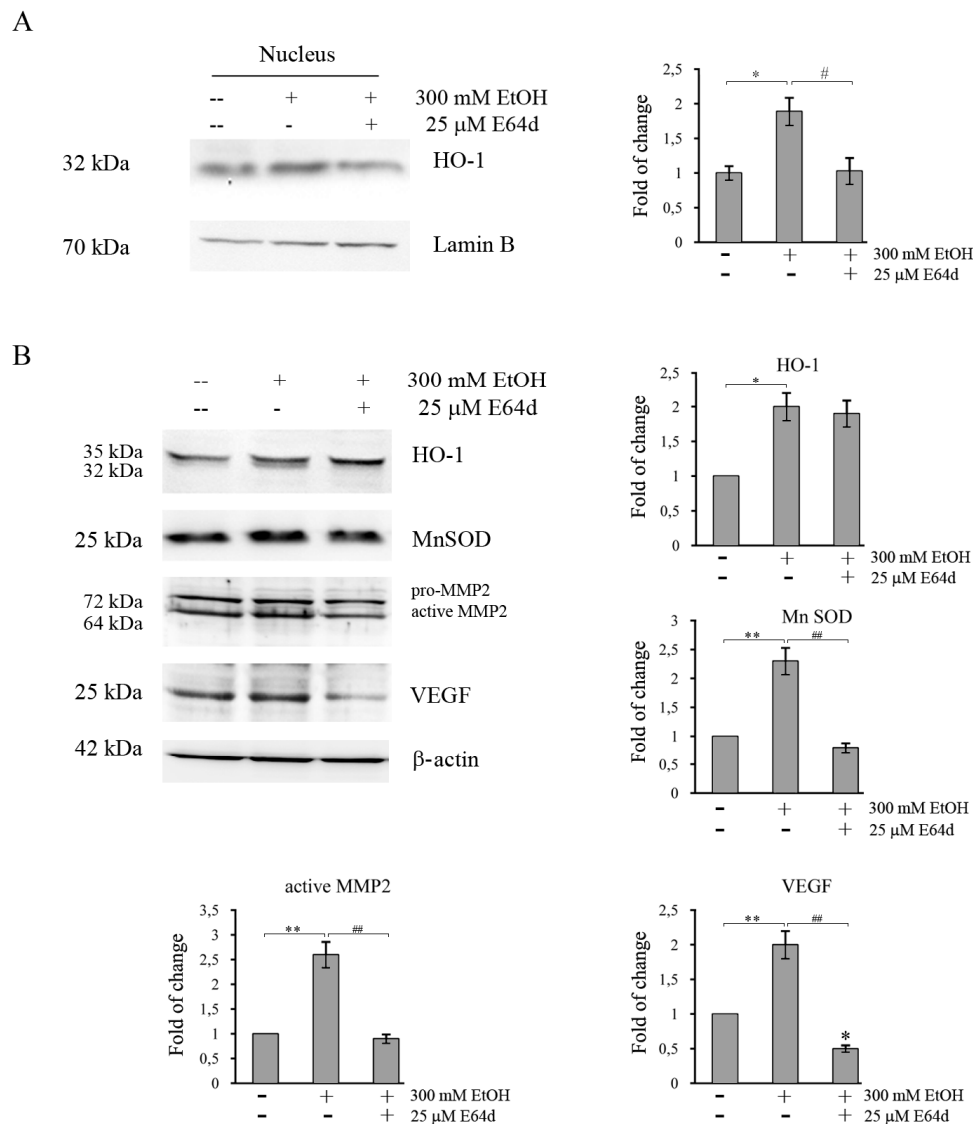 A
Nucleus
-- + + 300 mM EtOH
-- - + 25 μM E64d
32 kDa HO-1
70 kDa Lamin B
Fold of change
2,5
2
1,5
1
0,5
0
* #
- + + 300 mM EtOH
- - + 25 μM E64d
B
-- + + 300 mM EtOH
-- - + 25 μM E64d
35 kDa
32 kDa
HO-1
25 kDa MnSOD
72 kDa
64 kDa
pro-MMP2
active MMP2
25 kDa VEGF
42 kDa β-actin
HO-1
Fold of change
2,5
2
1,5
1
0,5
0
*
- + + 300 mM EtOH
- - + 25 μM E64d
Mn SOD
Fold of change
3
2,5
2
1,5
1
0,5
0
** ##
- + + 300 mM EtOH
- - + 25 μM E64d
active MMP2
Fold of change
3,5
3
2,5
2
1,5
1
0,5
0
** ##
- + + 300 mM EtOH
- - + 25 μM E64d
VEGF
Fold of change
2,5
2
1,5
1
0,5
0
** ##
*
- + + 300 mM EtOH
- - + 25 μM E64d